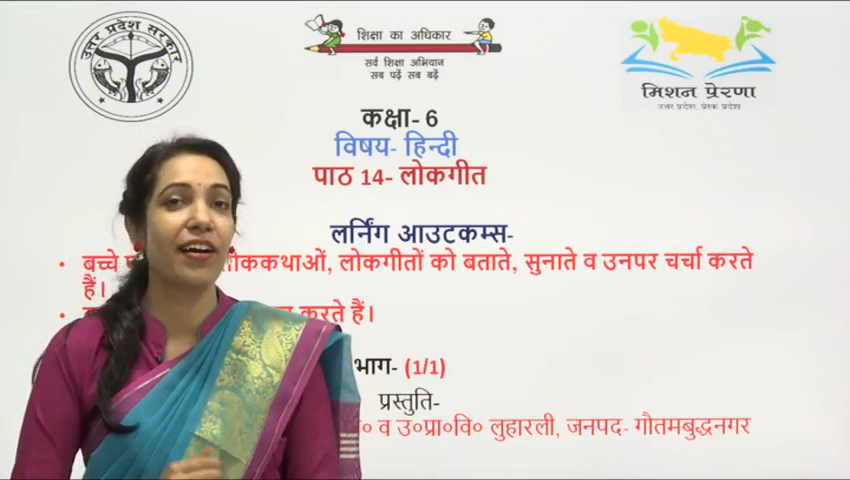 उत्तर प्रदेश सरकार
शिक्षा का अधिकार
सर्व शिक्षा अभियान
सब पढ़ें सब बढ़ें
मिशन प्रेरणा
उत्तर प्रदेश, प्रेरक प्रदेश
कक्षा- 6
विषय- हिन्दी
पाठ 14- लोकगीत
लर्निंग आउटकम्स-
• बच्चे लोककथाओं, लोकगीतों को बताते, सुनाते व उनपर चर्चा करते
हैं।
• करते हैं।
भाग- (1/1)
प्रस्तुति-
व उ०प्रा०वि० लुहारली, जनपद- गौतमबुद्धनगर